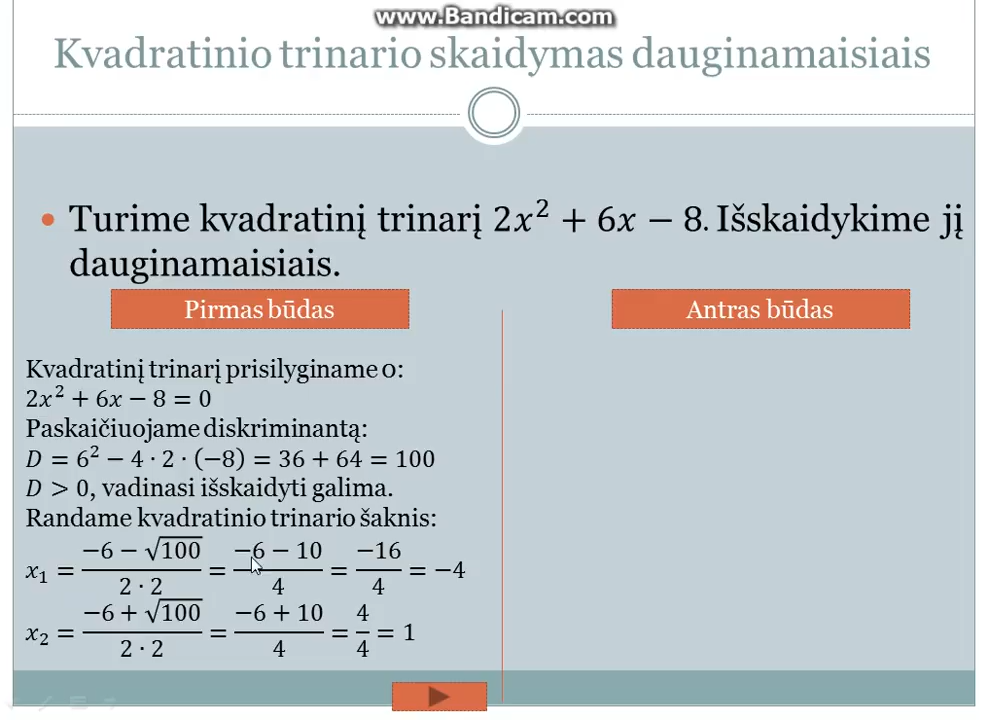 www.Bandicam.com
Kvadratinio trinario skaidymas dauginamaisiais
• Turime kvadratinį trinarį 2x² + 6x − 8. Išskaidykime jį
dauginamaisiais.
Pirmas būdas
Kvadratinį trinarį prisilyginame 0:
2x² + 6x − 8 = 0
Paskaičiuojame diskriminantą:
D = 6² − 4 · 2 · (−8) = 36 + 64 = 100
D > 0, vadinasi išskaidyti galima.
Randame kvadratinio trinario šaknis:
x₁ = (−6 − √100)/(2 · 2) = (−6 − 10)/4 = −16/4 = −4
x₂ = (−6 + √100)/(2 · 2) = (−6 + 10)/4 = 4/4 = 1
Antras būdas